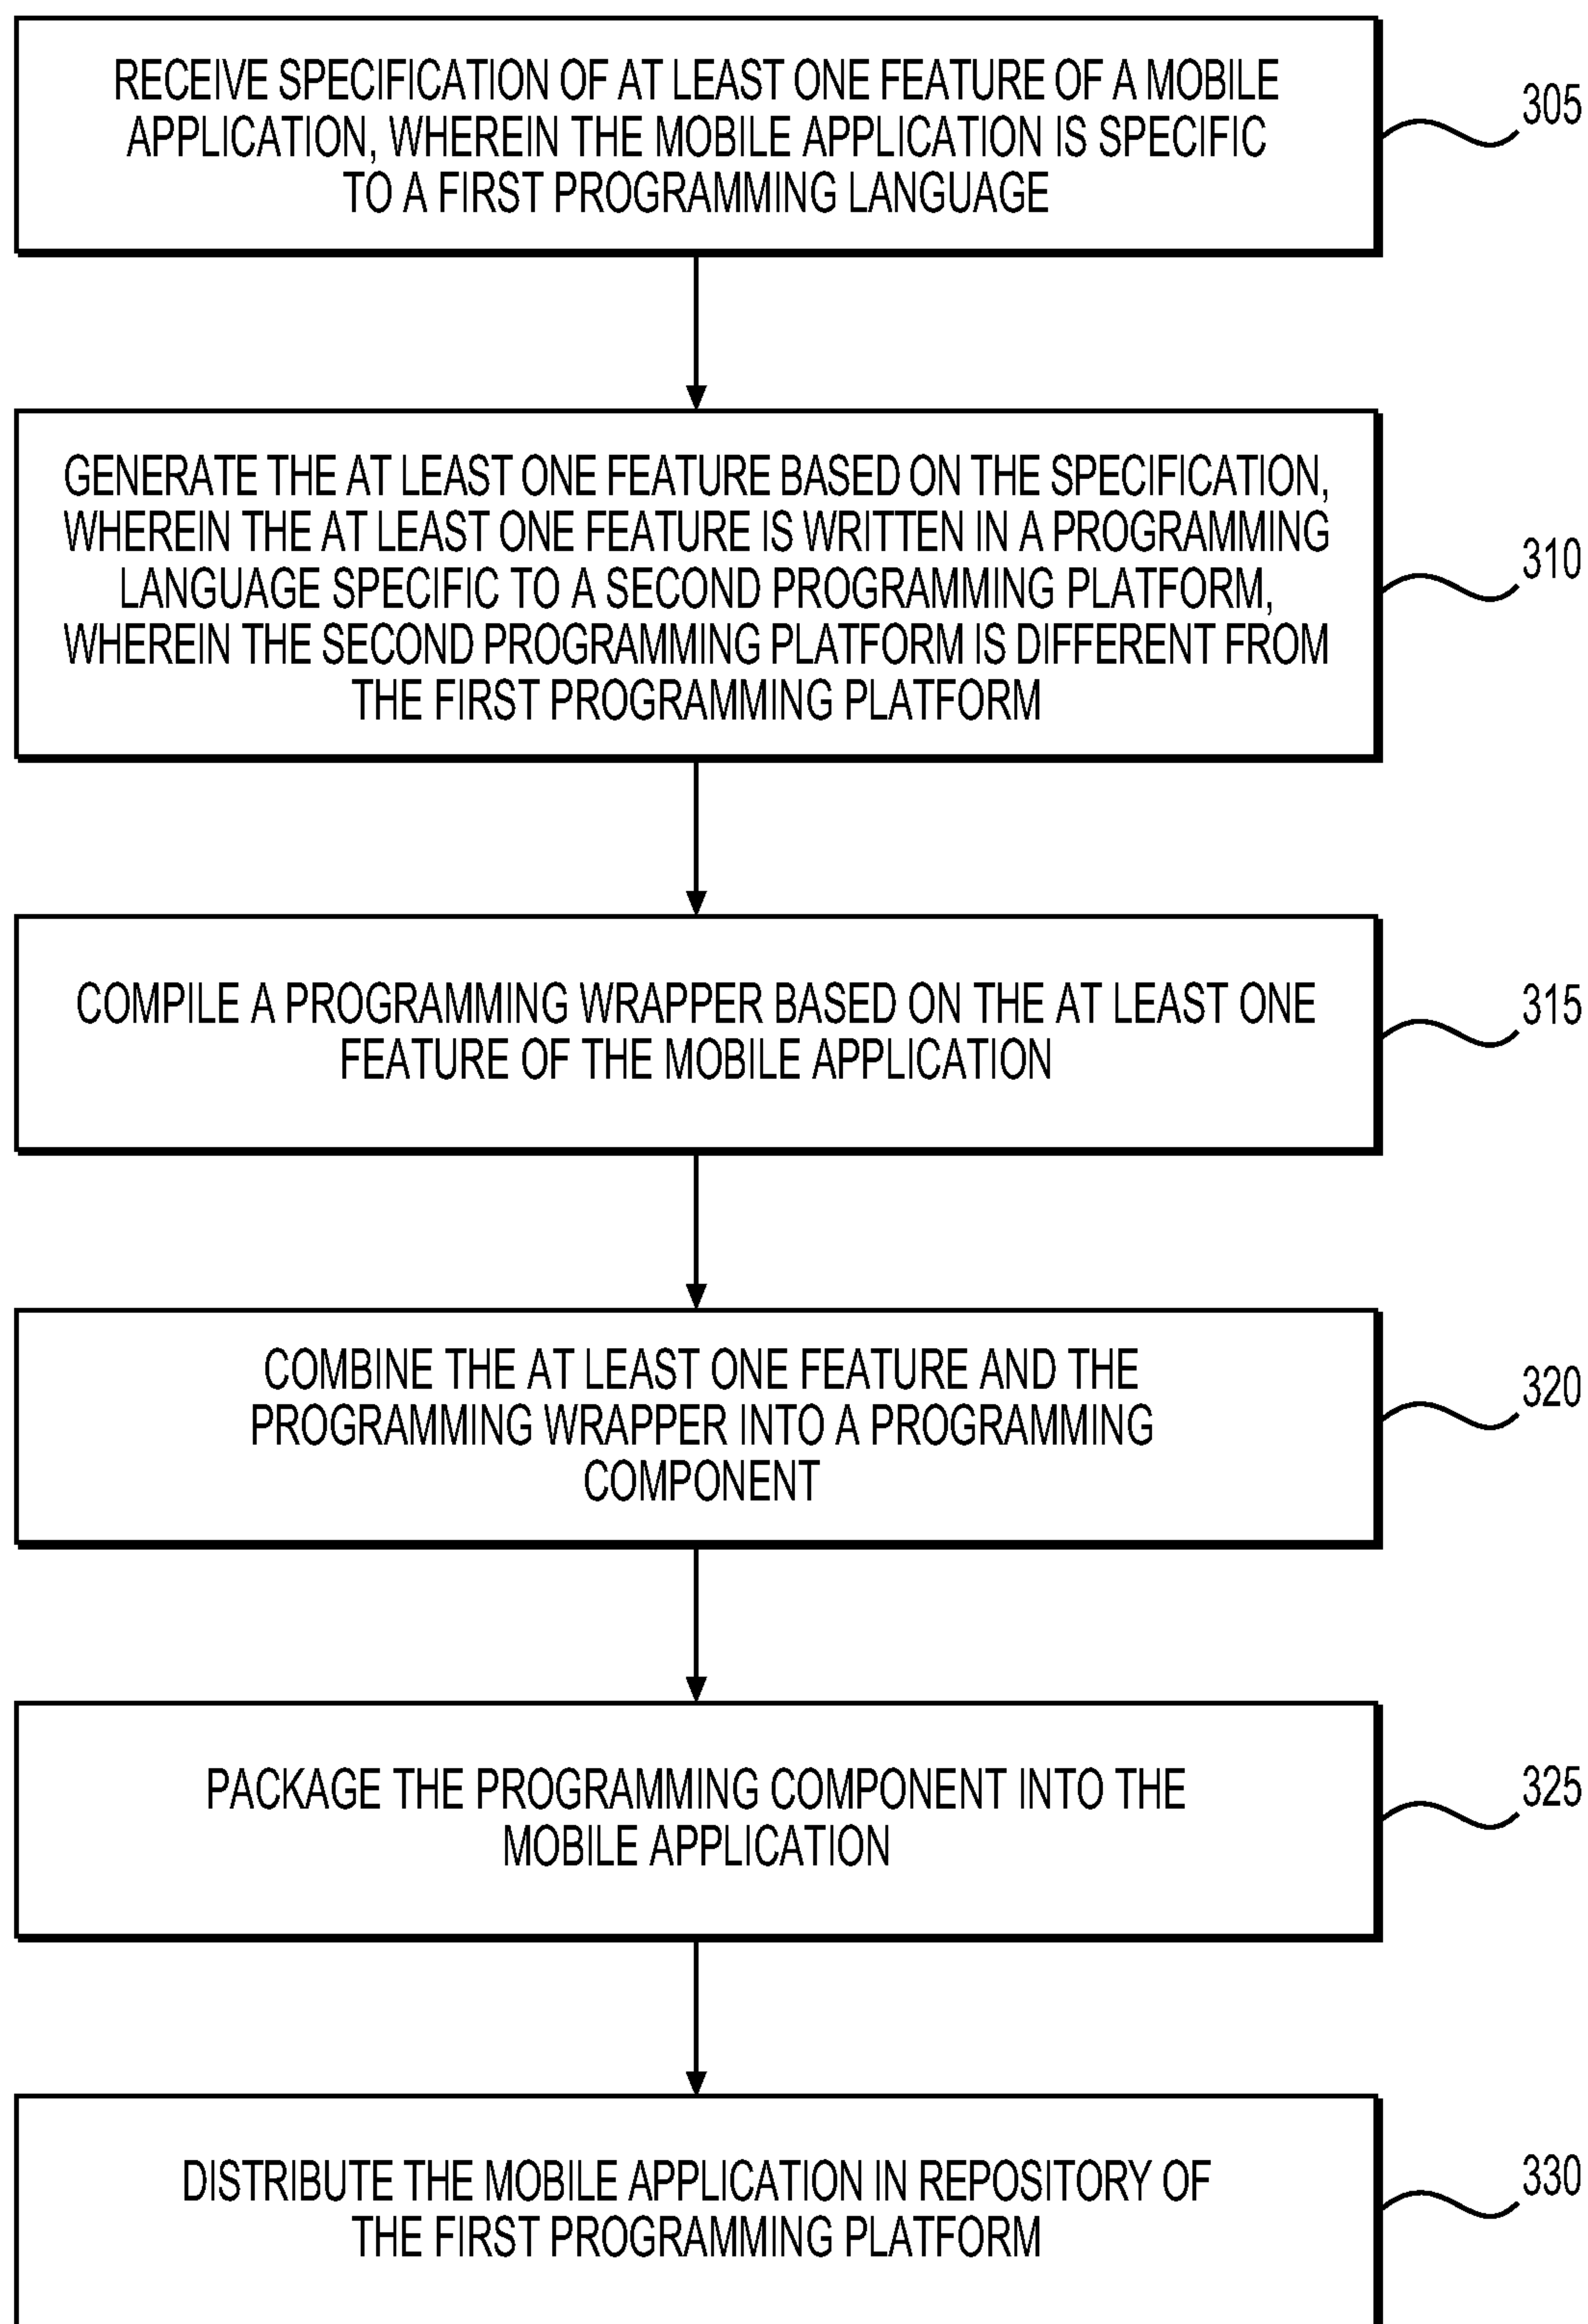 RECEIVE SPECIFICATION OF AT LEAST ONE FEATURE OF A MOBILE
APPLICATION, WHEREIN THE MOBILE APPLICATION IS SPECIFIC
TO A FIRST PROGRAMMING LANGUAGE
305
GENERATE THE AT LEAST ONE FEATURE BASED ON THE SPECIFICATION,
WHEREIN THE AT LEAST ONE FEATURE IS WRITTEN IN A PROGRAMMING
LANGUAGE SPECIFIC TO A SECOND PROGRAMMING PLATFORM,
WHEREIN THE SECOND PROGRAMMING PLATFORM IS DIFFERENT FROM
THE FIRST PROGRAMMING PLATFORM
310
COMPILE A PROGRAMMING WRAPPER BASED ON THE AT LEAST ONE
FEATURE OF THE MOBILE APPLICATION
315
COMBINE THE AT LEAST ONE FEATURE AND THE
PROGRAMMING WRAPPER INTO A PROGRAMMING
COMPONENT
320
PACKAGE THE PROGRAMMING COMPONENT INTO THE
MOBILE APPLICATION
325
DISTRIBUTE THE MOBILE APPLICATION IN REPOSITORY OF
THE FIRST PROGRAMMING PLATFORM
330